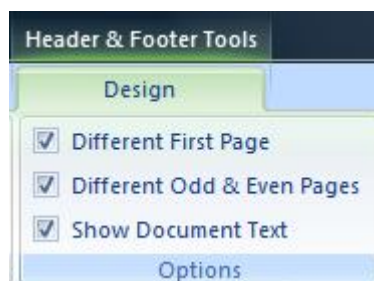 Header & Footer Tools
Design
Different First Page
Different Odd & Even Pages
Show Document Text
Options